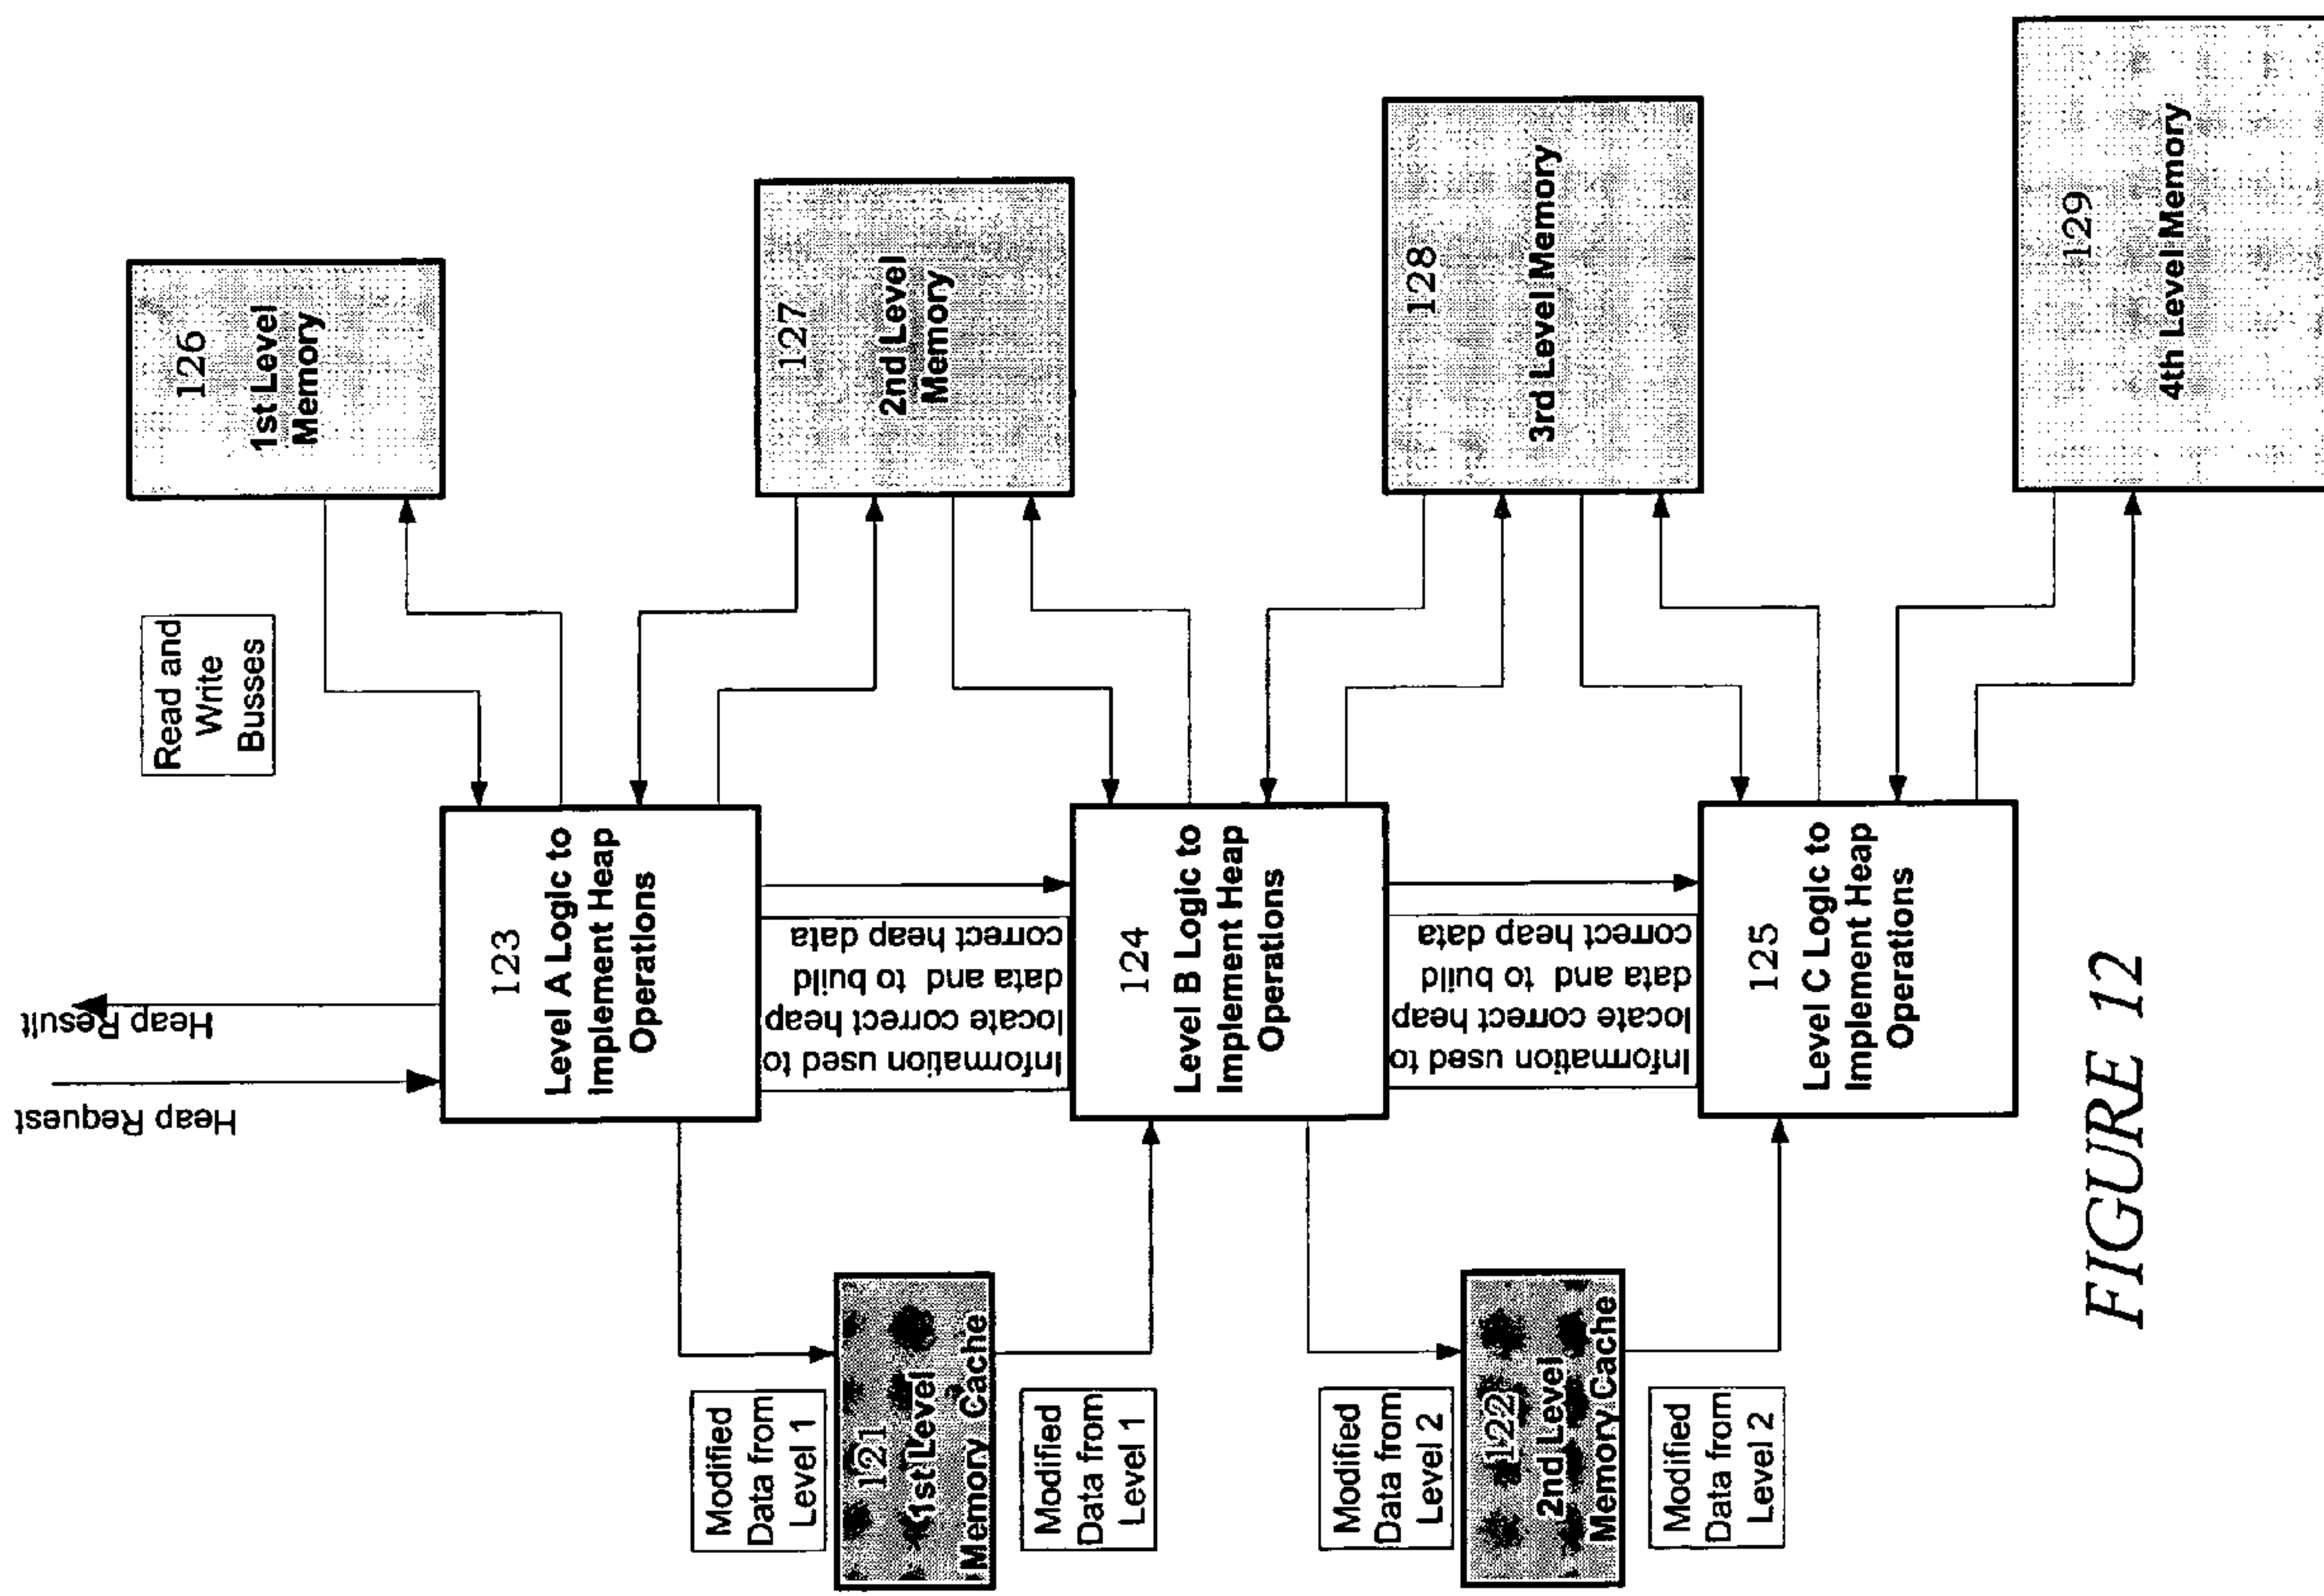 Heap Request
Heap Result
Read and
Write
Busses
126
1st Level
Memory
123
Level A Logic to
Implement Heap
Operations
127
2nd Level
Memory
Information used to
locate correct heap
data and to build
correct heap data
Modified
Data from
Level 1
121
1st Level
Memory Cache
Modified
Data from
Level 1
124
Level B Logic to
Implement Heap
Operations
128
3rd Level Memory
Information used to
locate correct heap
data and to build
correct heap data
Modified
Data from
Level 2
122
2nd Level
Memory Cache
Modified
Data from
Level 2
125
Level C Logic to
Implement Heap
Operations
129
4th Level Memory
FIGURE 12